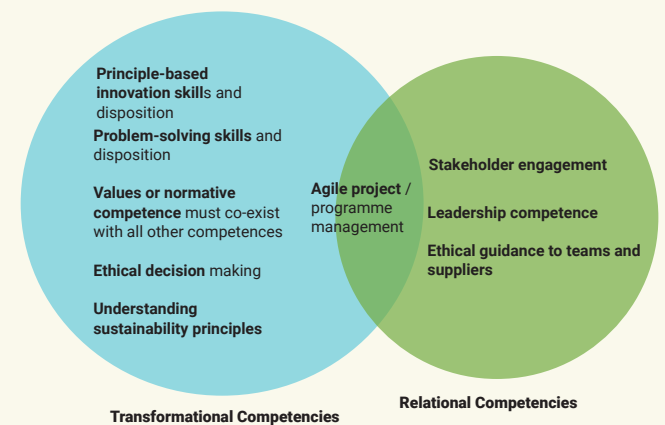 Principle-based
innovation skills and
disposition
Problem-solving skills and
disposition
Values or normative
competence must co-exist
with all other competences
Ethical decision making
Understanding
sustainability principles
Agile project /
programme
management
Stakeholder engagement
Leadership competence
Ethical guidance to teams and
suppliers
Transformational Competencies
Relational Competencies